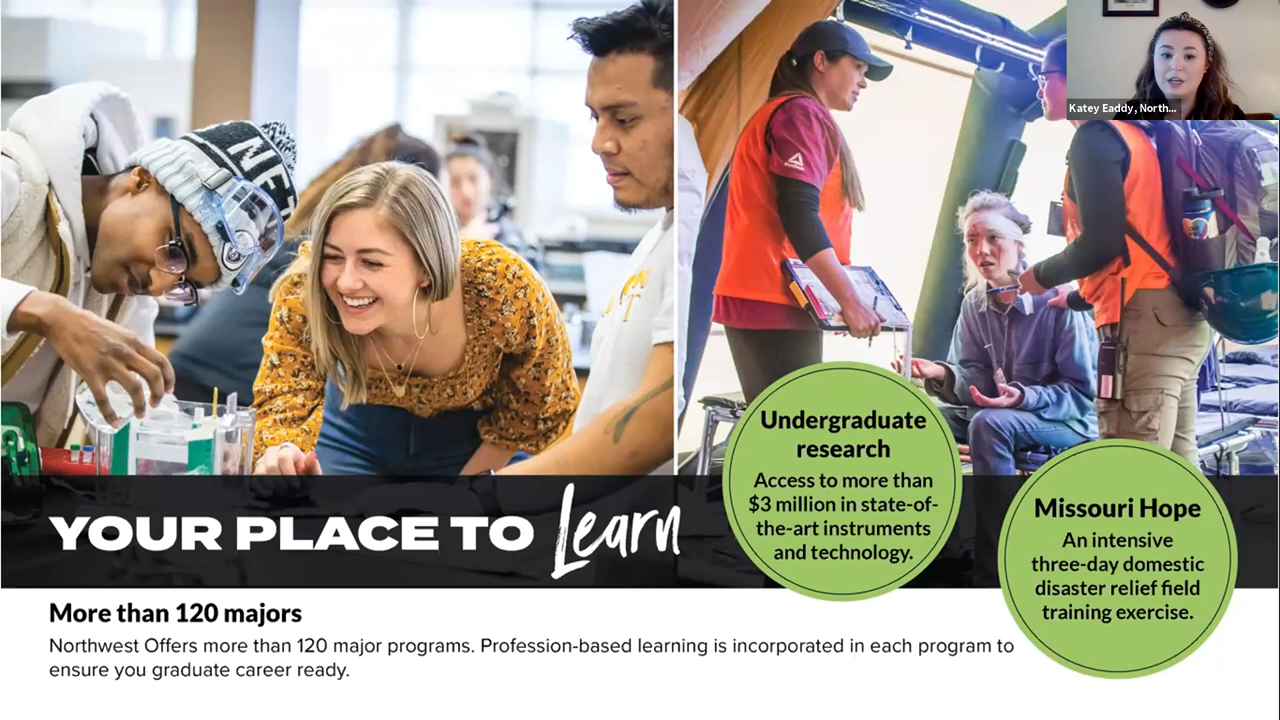 Katey Eaddy, North...
NE
YOUR PLACE TO Learn
Undergraduate
research
Access to more than
$3 million in state-of-
the-art instruments
and technology.
Missouri Hope
An intensive
three-day domestic
disaster relief field
training exercise.
More than 120 majors
Northwest Offers more than 120 major programs. Profession-based learning is incorporated in each program to
ensure you graduate career ready.